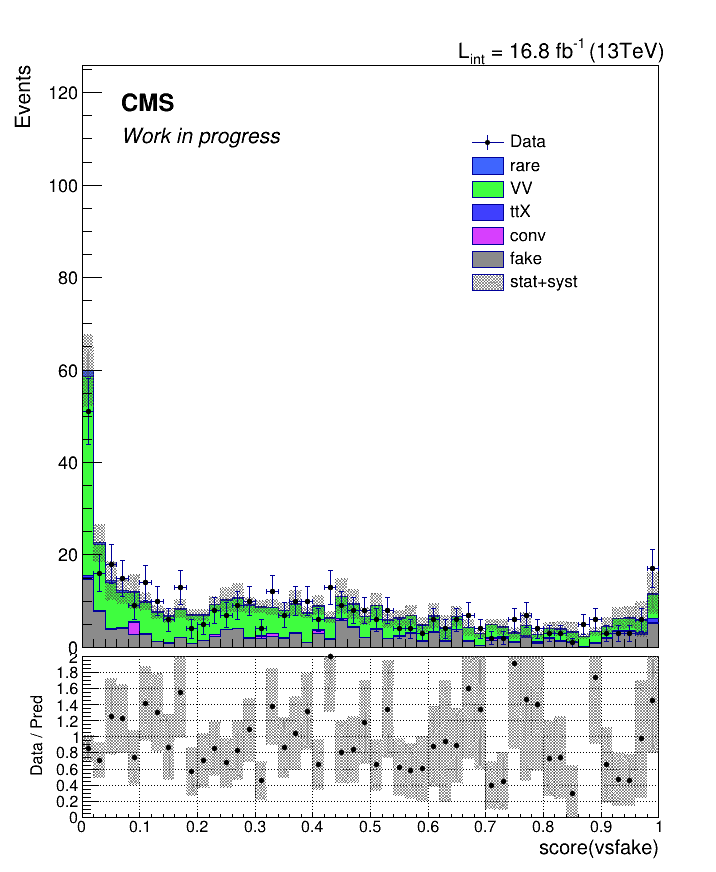 L_int = 16.8 fb^-1 (13TeV)
Events
CMS
Work in progress
Data
rare
VV
ttX
conv
fake
stat+syst
120
100
80
60
40
20
0
Data / Pred
2
1.8
1.6
1.4
1.2
1
0.8
0.6
0.4
0.2
0
0 0.1 0.2 0.3 0.4 0.5 0.6 0.7 0.8 0.9 1
score(vsfake)